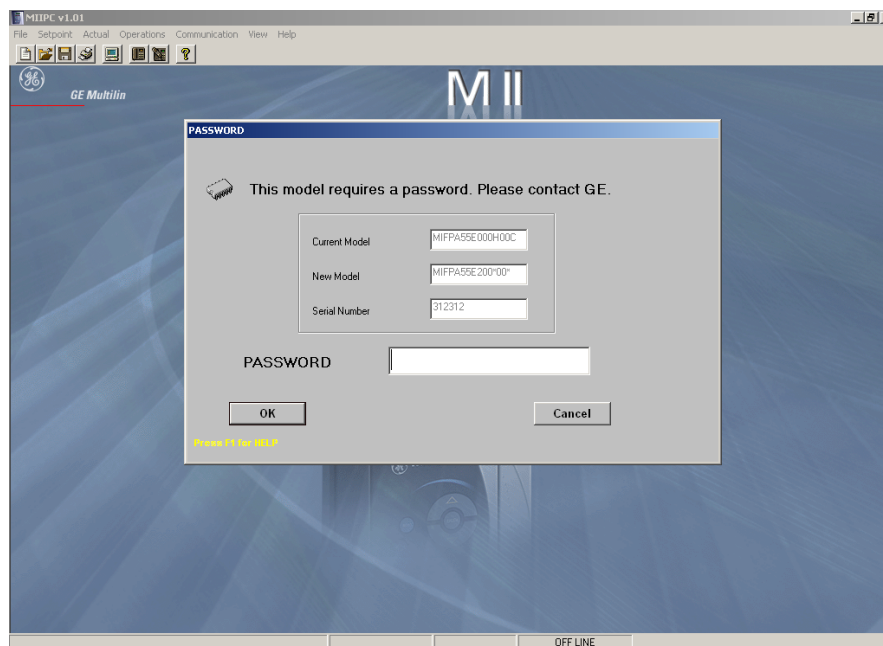 MIIPC v1.01
File Setpoint Actual Operations Communication View Help
GE Multilin
M II
PASSWORD
This model requires a password. Please contact GE.
Current Model MIFPA55E000H00C
New Model MIFPA55E200*00*
Serial Number 312312
PASSWORD
OK Cancel
Press F1 for HELP
OFF LINE